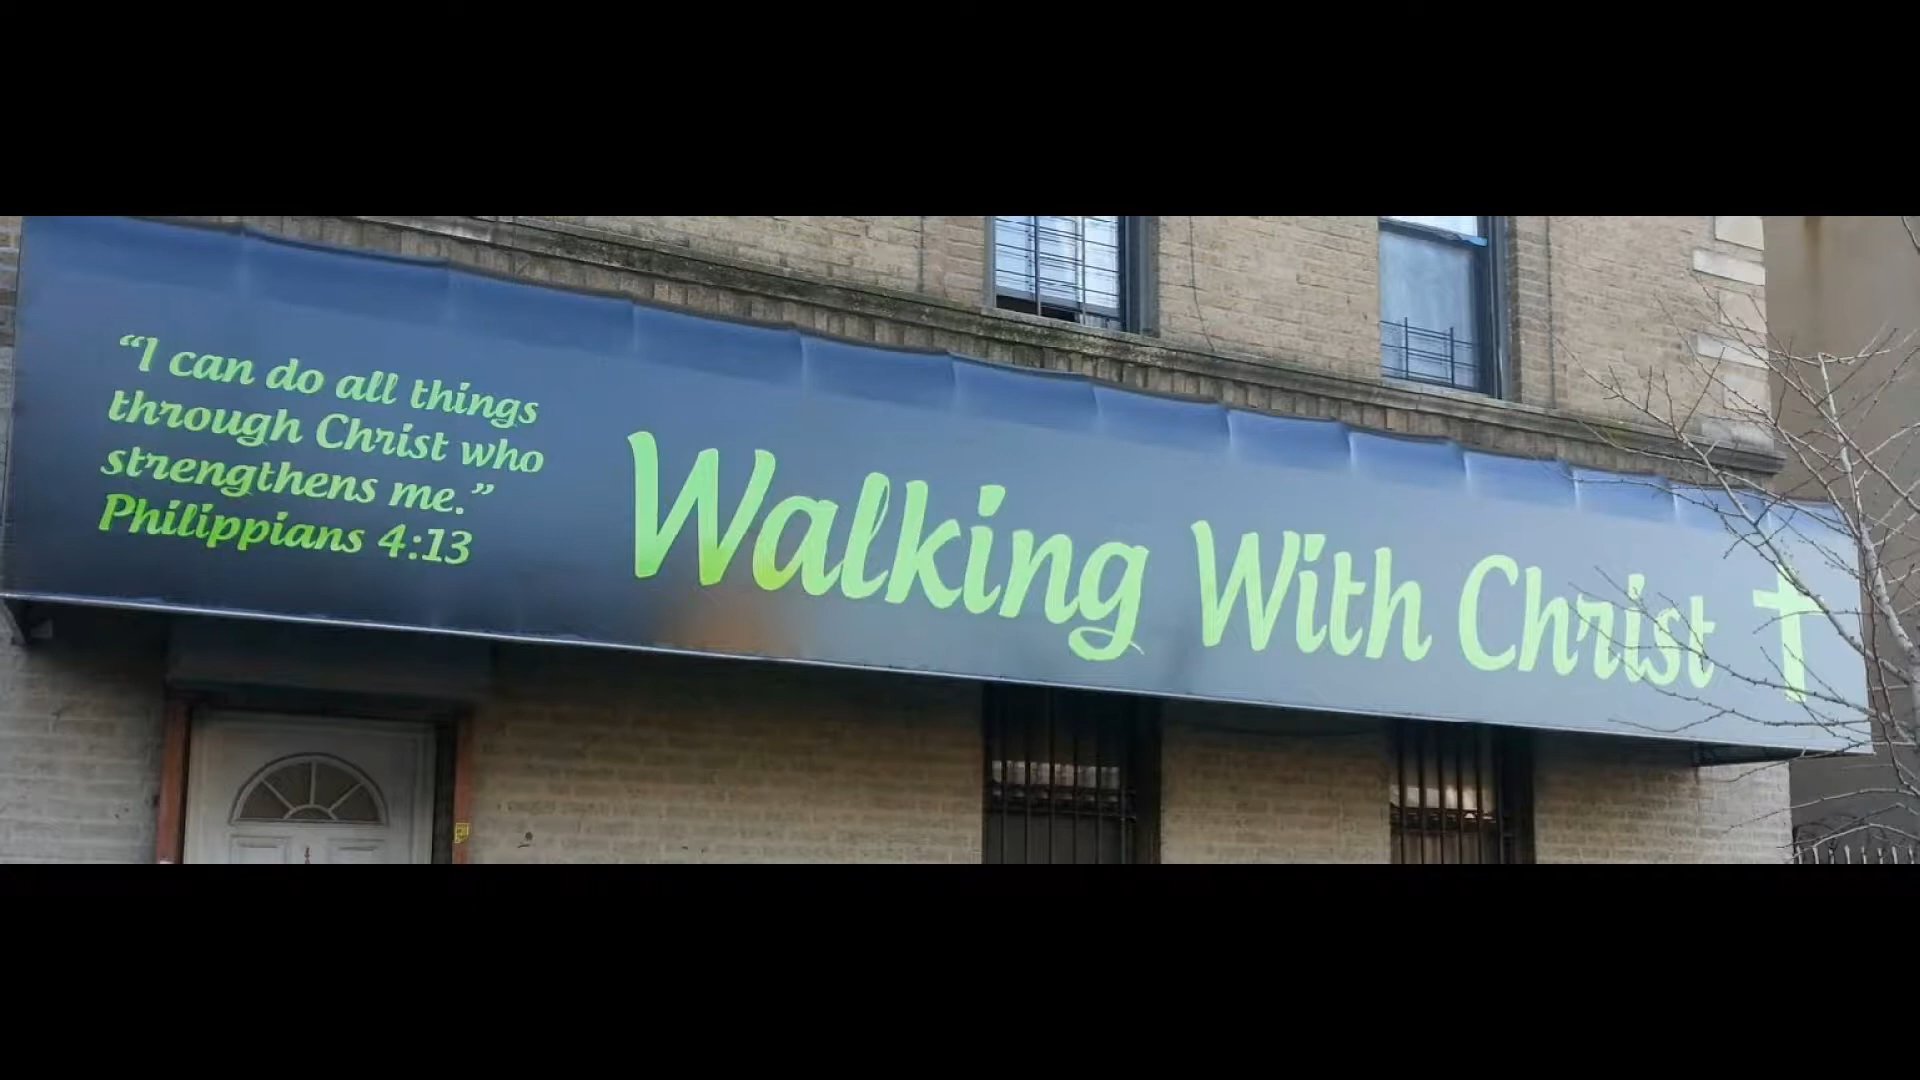 “I can do all things
through Christ who
strengthens me.”
Philippians 4:13
Walking With Christ